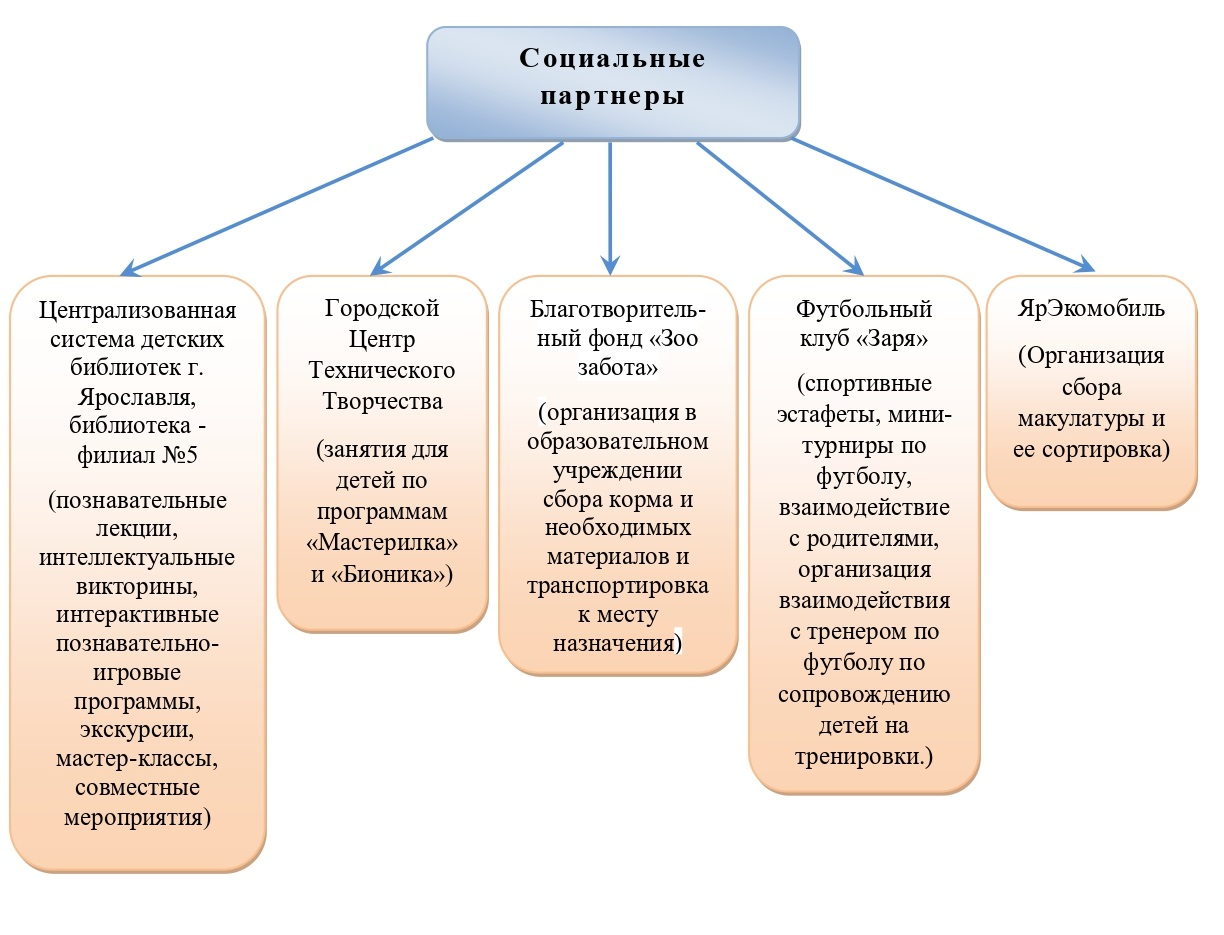 Социальные
партнеры
Централизованная
система детских
библиотек г.
Ярославля,
библиотека -
филиал №5
(познавательные
лекции,
интеллектуальные
викторины,
интерактивные
познавательно-
игровые
программы,
экскурсии,
мастер-классы,
совместные
мероприятия)
Городской
Центр
Технического
Творчества
(занятия для
детей по
программам
«Мастерилка»
и «Бионика»)
Благотворитель-
ный фонд «Зоо
забота»
(организация в
образовательном
учреждении
сбора корма и
необходимых
материалов и
транспортировка
к месту
назначения)
Футбольный
клуб «Заря»
(спортивные
эстафеты, мини-
турниры по
футболу,
взаимодействие
с родителями,
организация
взаимодействия
с тренером по
футболу по
сопровождению
детей на
тренировки.)
ЯрЭкомобиль
(Организация
сбора
макулатуры и
ее сортировка)